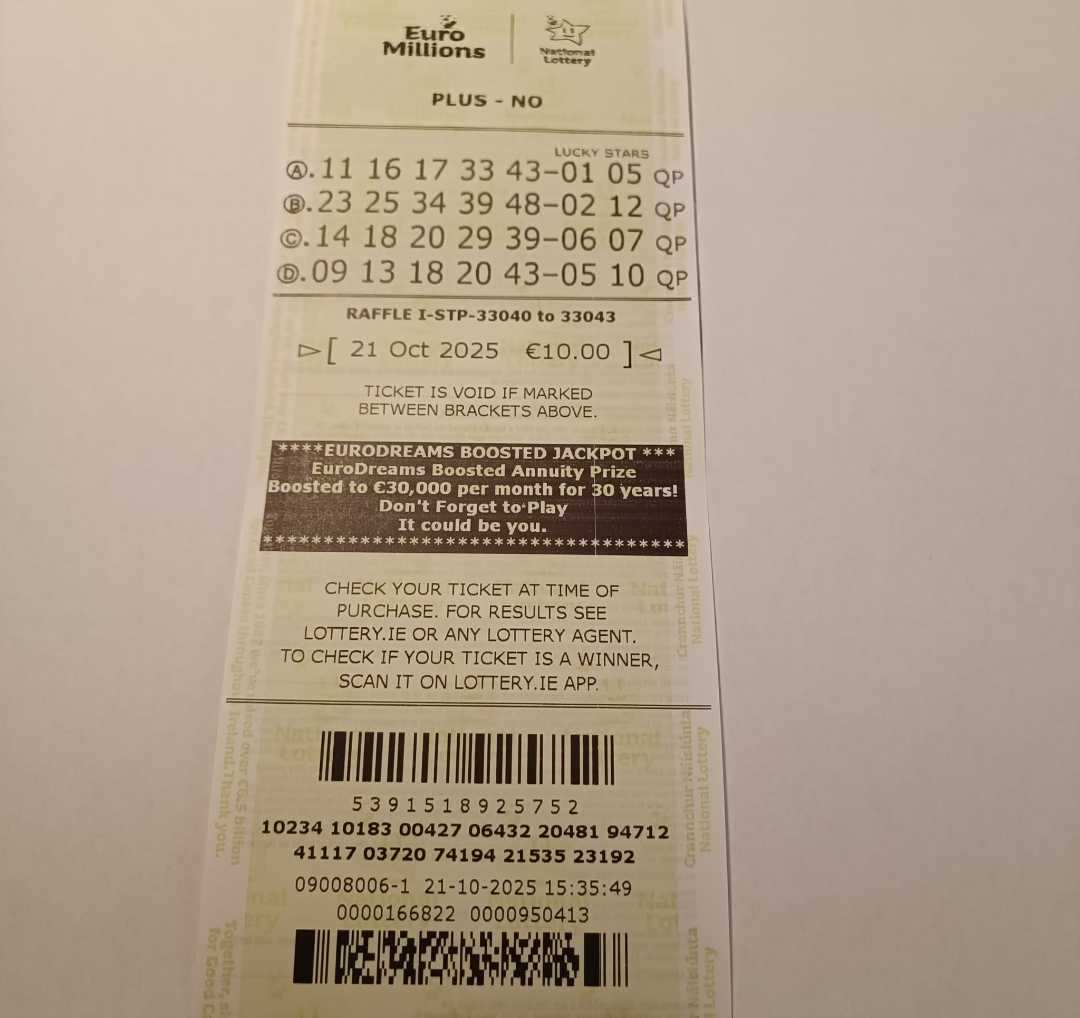 Euro
Millions
National
Lottery
PLUS - NO
LUCKY STARS
Ⓐ.11 16 17 33 43-01 05 QP
Ⓑ.23 25 34 39 48-02 12 QP
Ⓒ.14 18 20 29 39-06 07 QP
Ⓓ.09 13 18 20 43-05 10 QP
RAFFLE I-STP-33040 to 33043
▷[ 21 Oct 2025 €10.00 ]◁
TICKET IS VOID IF MARKED
BETWEEN BRACKETS ABOVE.
****EURODREAMS BOOSTED JACKPOT ***
EuroDreams Boosted Annuity Prize
Boosted to €30,000 per month for 30 years!
Don't Forget to Play
It could be you.
**********************************
CHECK YOUR TICKET AT TIME OF
PURCHASE. FOR RESULTS SEE
LOTTERY.IE OR ANY LOTTERY AGENT.
TO CHECK IF YOUR TICKET IS A WINNER,
SCAN IT ON LOTTERY.IE APP.
5391518925752
10234 10183 00427 06432 20481 94712
41117 03720 74194 21535 23192
09008006-1 21-10-2025 15:35:49
0000166822 0000950413
Crannchur Náisiúnta
National Lottery